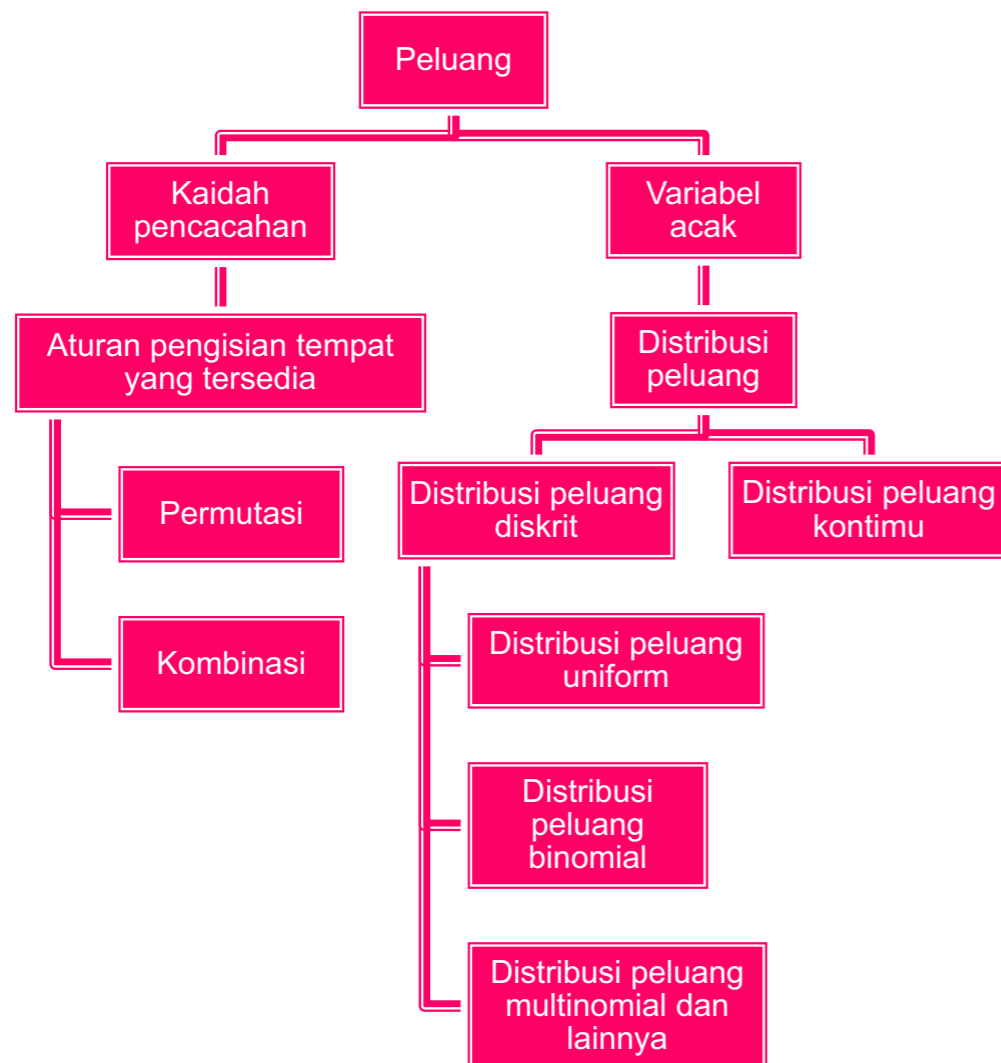 Peluang
Kaidah
pencacahan
Variabel
acak
Aturan pengisian tempat
yang tersedia
Distribusi
peluang
Permutasi
Kombinasi
Distribusi peluang
diskrit
Distribusi peluang
kontimu
Distribusi peluang
uniform
Distribusi
peluang
binomial
Distribusi peluang
multinomial dan
lainnya